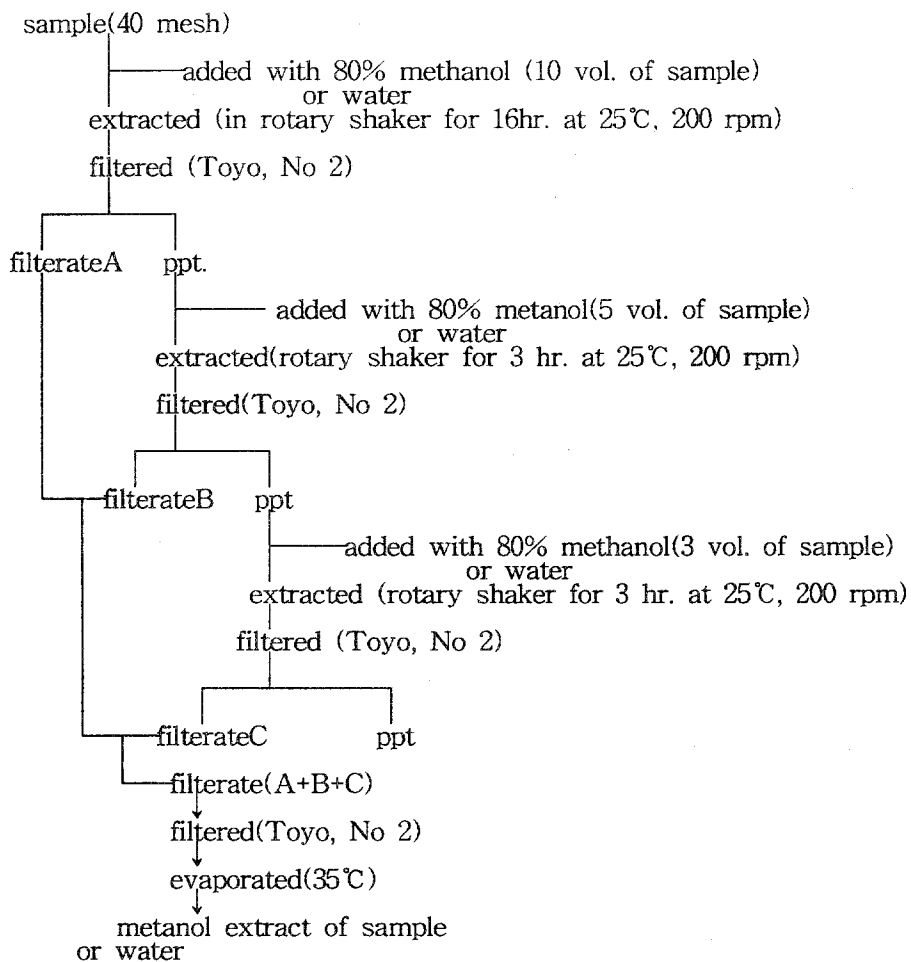 sample(40 mesh)
added with 80% methanol (10 vol. of sample)
or water
extracted (in rotary shaker for 16hr. at 25℃, 200 rpm)
filtered (Toyo, No 2)
filterateA ppt.
added with 80% metanol(5 vol. of sample)
or water
extracted(rotary shaker for 3 hr. at 25℃, 200 rpm)
filtered(Toyo, No 2)
filterateB ppt
added with 80% methanol(3 vol. of sample)
or water
extracted (rotary shaker for 3 hr. at 25℃, 200 rpm)
filtered (Toyo, No 2)
filterateC ppt
filterate(A+B+C)
filtered(Toyo, No 2)
evaporated(35℃)
metanol extract of sample
or water